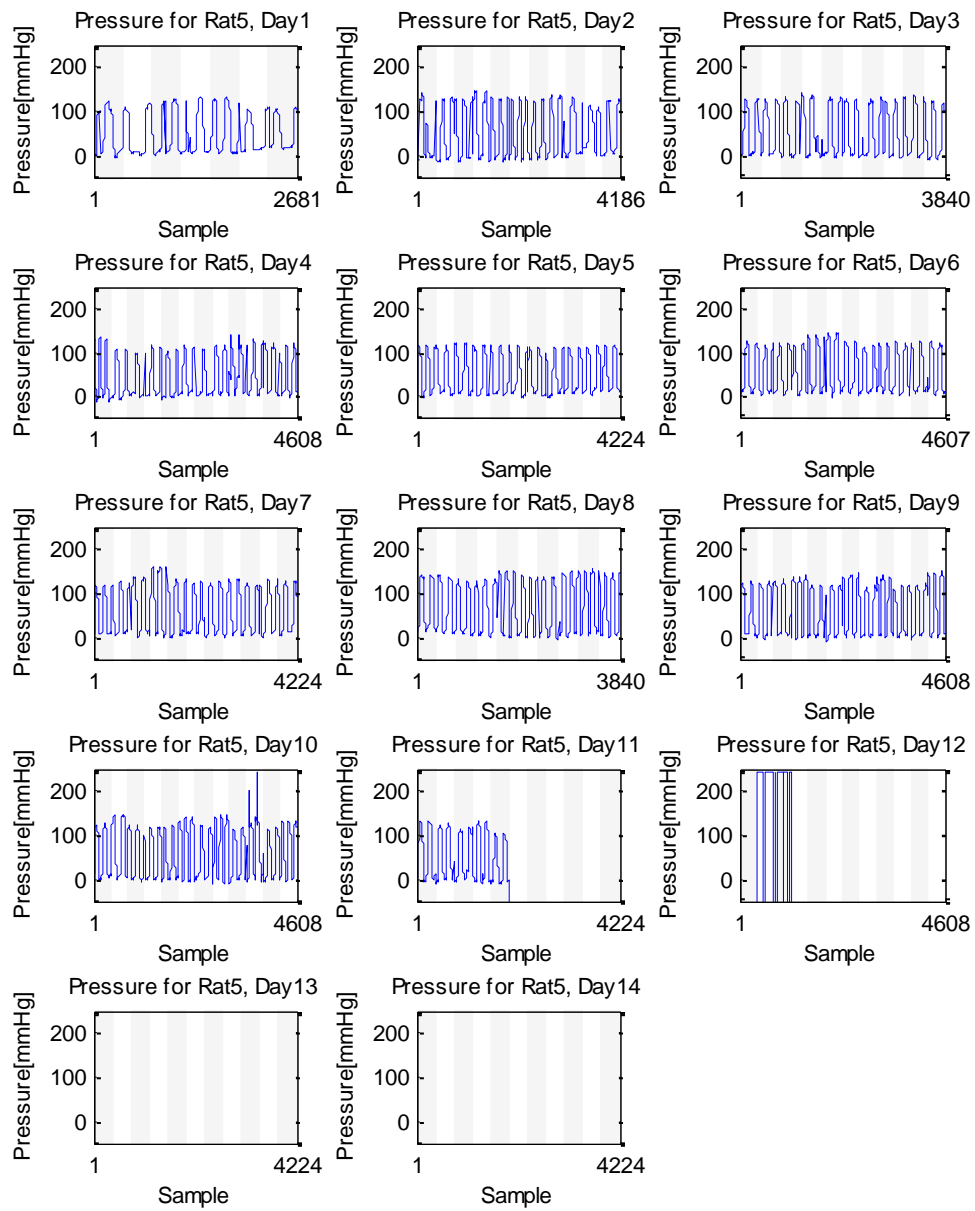 Pressure for Rat5, Day1
Pressure[mmHg]
200
100
0
1
2681
Sample
Pressure for Rat5, Day2
Pressure[mmHg]
200
100
0
1
4186
Sample
Pressure for Rat5, Day3
Pressure[mmHg]
200
100
0
1
3840
Sample
Pressure for Rat5, Day4
Pressure[mmHg]
200
100
0
1
4608
Sample
Pressure for Rat5, Day5
Pressure[mmHg]
200
100
0
1
4224
Sample
Pressure for Rat5, Day6
Pressure[mmHg]
200
100
0
1
4607
Sample
Pressure for Rat5, Day7
Pressure[mmHg]
200
100
0
1
4224
Sample
Pressure for Rat5, Day8
Pressure[mmHg]
200
100
0
1
3840
Sample
Pressure for Rat5, Day9
Pressure[mmHg]
200
100
0
1
4608
Sample
Pressure for Rat5, Day10
Pressure[mmHg]
200
100
0
1
4608
Sample
Pressure for Rat5, Day11
Pressure[mmHg]
200
100
0
1
4224
Sample
Pressure for Rat5, Day12
Pressure[mmHg]
200
100
0
1
4608
Sample
Pressure for Rat5, Day13
Pressure[mmHg]
200
100
0
1
4224
Sample
Pressure for Rat5, Day14
Pressure[mmHg]
200
100
0
1
4224
Sample